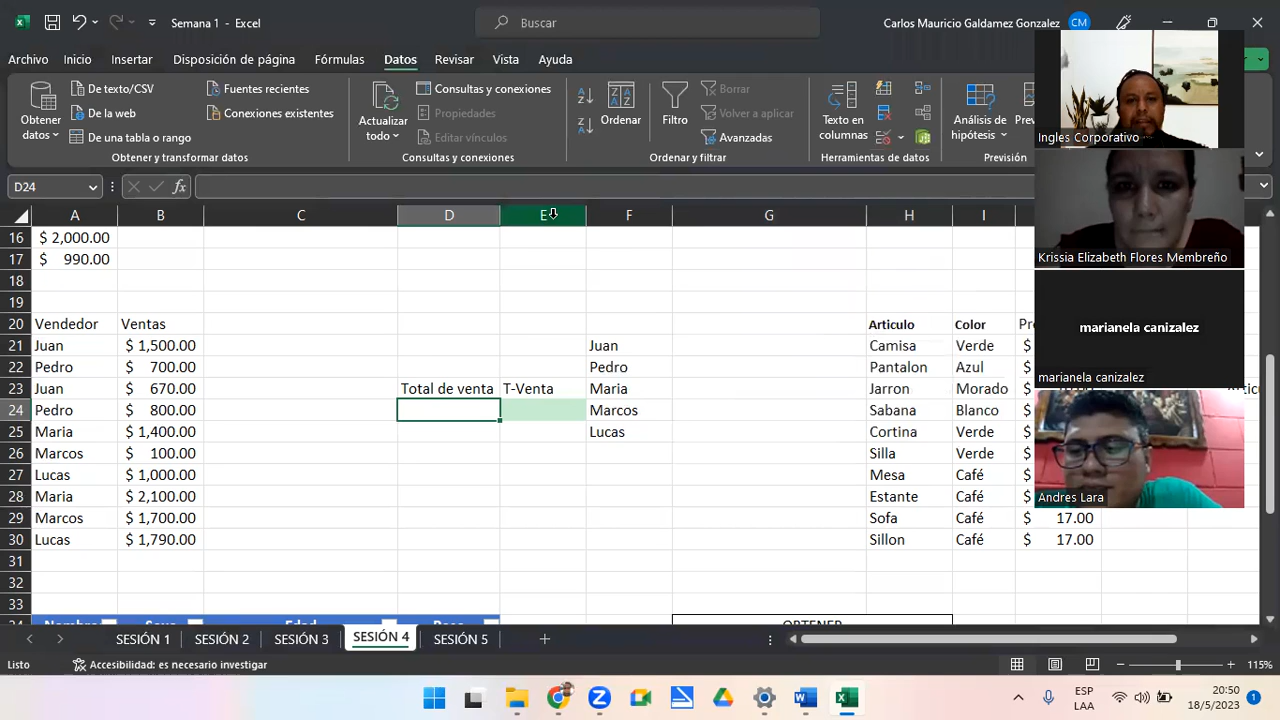 Semana 1 - Excel
Buscar
Carlos Mauricio Galdamez Gonzalez CM
Archivo Inicio Insertar Disposición de página Fórmulas Datos Revisar Vista Ayuda
Obtener datos
De texto/CSV
De la web
De una tabla o rango
Fuentes recientes
Conexiones existentes
Obtener y transformar datos
Actualizar todo
Consultas y conexiones
Propiedades
Editar vínculos
Consultas y conexiones
Ordenar
Filtro
Borrar
Volver a aplicar
Avanzadas
Ordenar y filtrar
Texto en columnas
Herramientas de datos
Análisis de hipótesis
Previsión
Ingles Corporativo
Krissia Elizabeth Flores Membreño
marianela canizalez
marianela canizalez
Andres Lara
D24 fx
A B C D E F G H I
16 $ 2,000.00
17 $ 990.00
18
19
20 Vendedor Ventas Articulo Color
21 Juan $ 1,500.00 Juan Camisa Verde $
22 Pedro $ 700.00 Pedro Pantalon Azul $
23 Juan $ 670.00 Total de venta T-Venta Maria Jarron Morado $
24 Pedro $ 800.00 Marcos Sabana Blanco $
25 Maria $ 1,400.00 Lucas Cortina Verde $
26 Marcos $ 100.00 Silla Verde $
27 Lucas $ 1,000.00 Mesa Café $
28 Maria $ 2,100.00 Estante Café $
29 Marcos $ 1,700.00 Sofa Café $ 17.00
30 Lucas $ 1,790.00 Sillon Café $ 17.00
31
32
33
SESIÓN 1 SESIÓN 2 SESIÓN 3 SESIÓN 4 SESIÓN 5
Listo Accesibilidad: es necesario investigar 115%
ESP LAA
20:50
18/5/2023
1